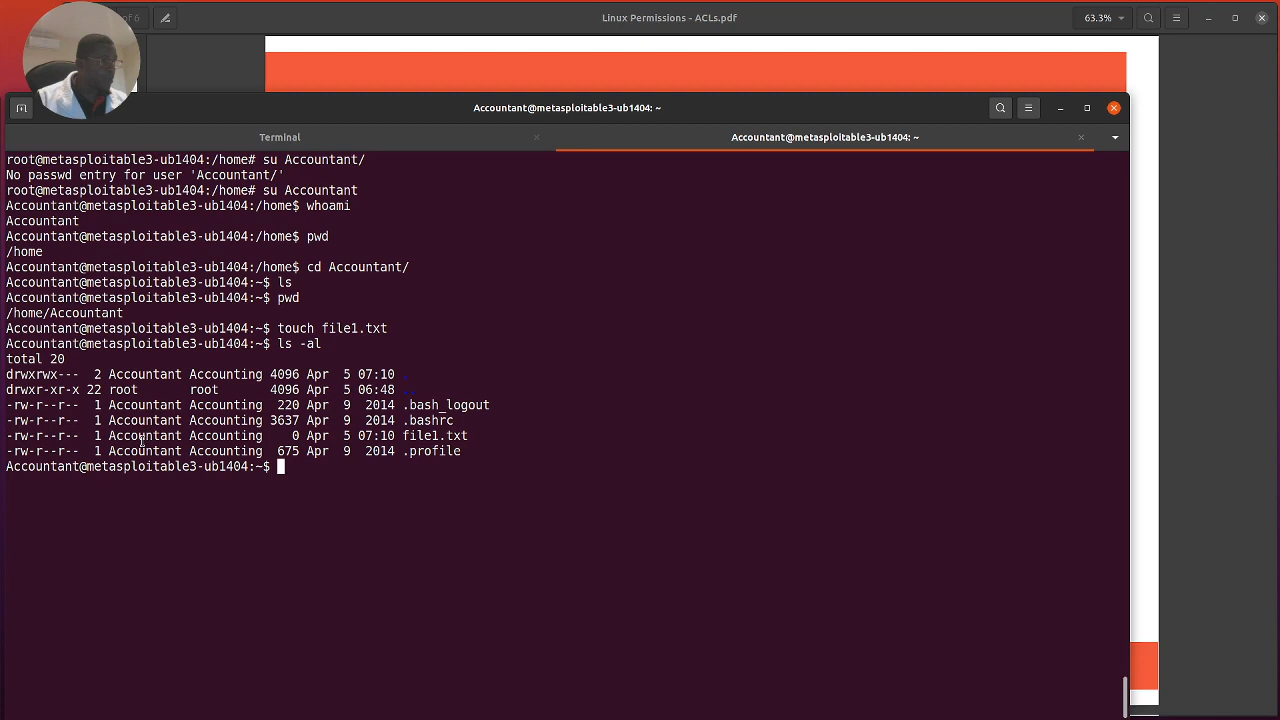 of 6
Linux Permissions - ACLs.pdf
63.3%
Accountant@metasploitable3-ub1404: ~
Terminal
Accountant@metasploitable3-ub1404: ~
root@metasploitable3-ub1404:/home# su Accountant/
No passwd entry for user 'Accountant/'
root@metasploitable3-ub1404:/home# su Accountant
Accountant@metasploitable3-ub1404:/home$ whoami
Accountant
Accountant@metasploitable3-ub1404:/home$ pwd
/home
Accountant@metasploitable3-ub1404:/home$ cd Accountant/
Accountant@metasploitable3-ub1404:~$ ls
Accountant@metasploitable3-ub1404:~$ pwd
/home/Accountant
Accountant@metasploitable3-ub1404:~$ touch file1.txt
Accountant@metasploitable3-ub1404:~$ ls -al
total 20
drwxrwx---  2 Accountant Accounting 4096 Apr  5 07:10 .
drwxr-xr-x 22 root       root       4096 Apr  5 06:48 ..
-rw-r--r--  1 Accountant Accounting  220 Apr  9  2014 .bash_logout
-rw-r--r--  1 Accountant Accounting 3637 Apr  9  2014 .bashrc
-rw-r--r--  1 Accountant Accounting    0 Apr  5 07:10 file1.txt
-rw-r--r--  1 Accountant Accounting  675 Apr  9  2014 .profile
Accountant@metasploitable3-ub1404:~$